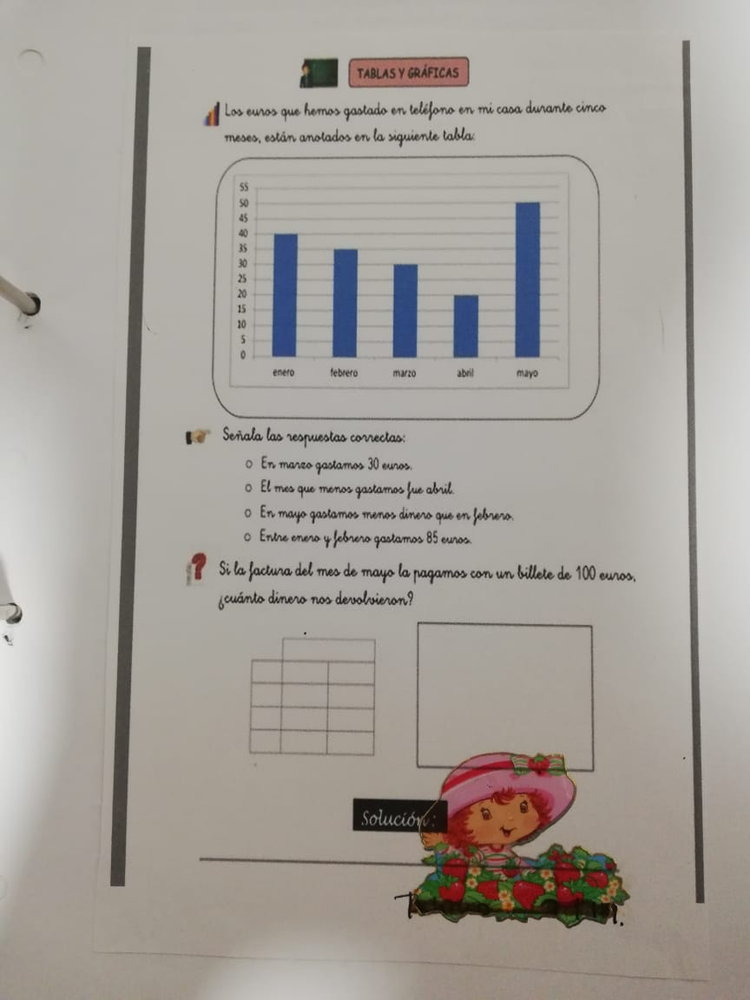 TABLAS Y GRÁFICAS
Los euros que hemos gastado en teléfono en mi casa durante cinco
meses, están anotados en la siguiente tabla:
55
50
45
40
35
30
25
20
15
10
5
0
enero febrero marzo abril mayo
Señala las respuestas correctas:
En marzo gastamos 30 euros.
El mes que menos gastamos fue abril.
En mayo gastamos menos dinero que en febrero.
Entre enero y febrero gastamos 85 euros.
Si la factura del mes de mayo la pagamos con un billete de 100 euros,
¿cuánto dinero nos devolvieron?
Solución: